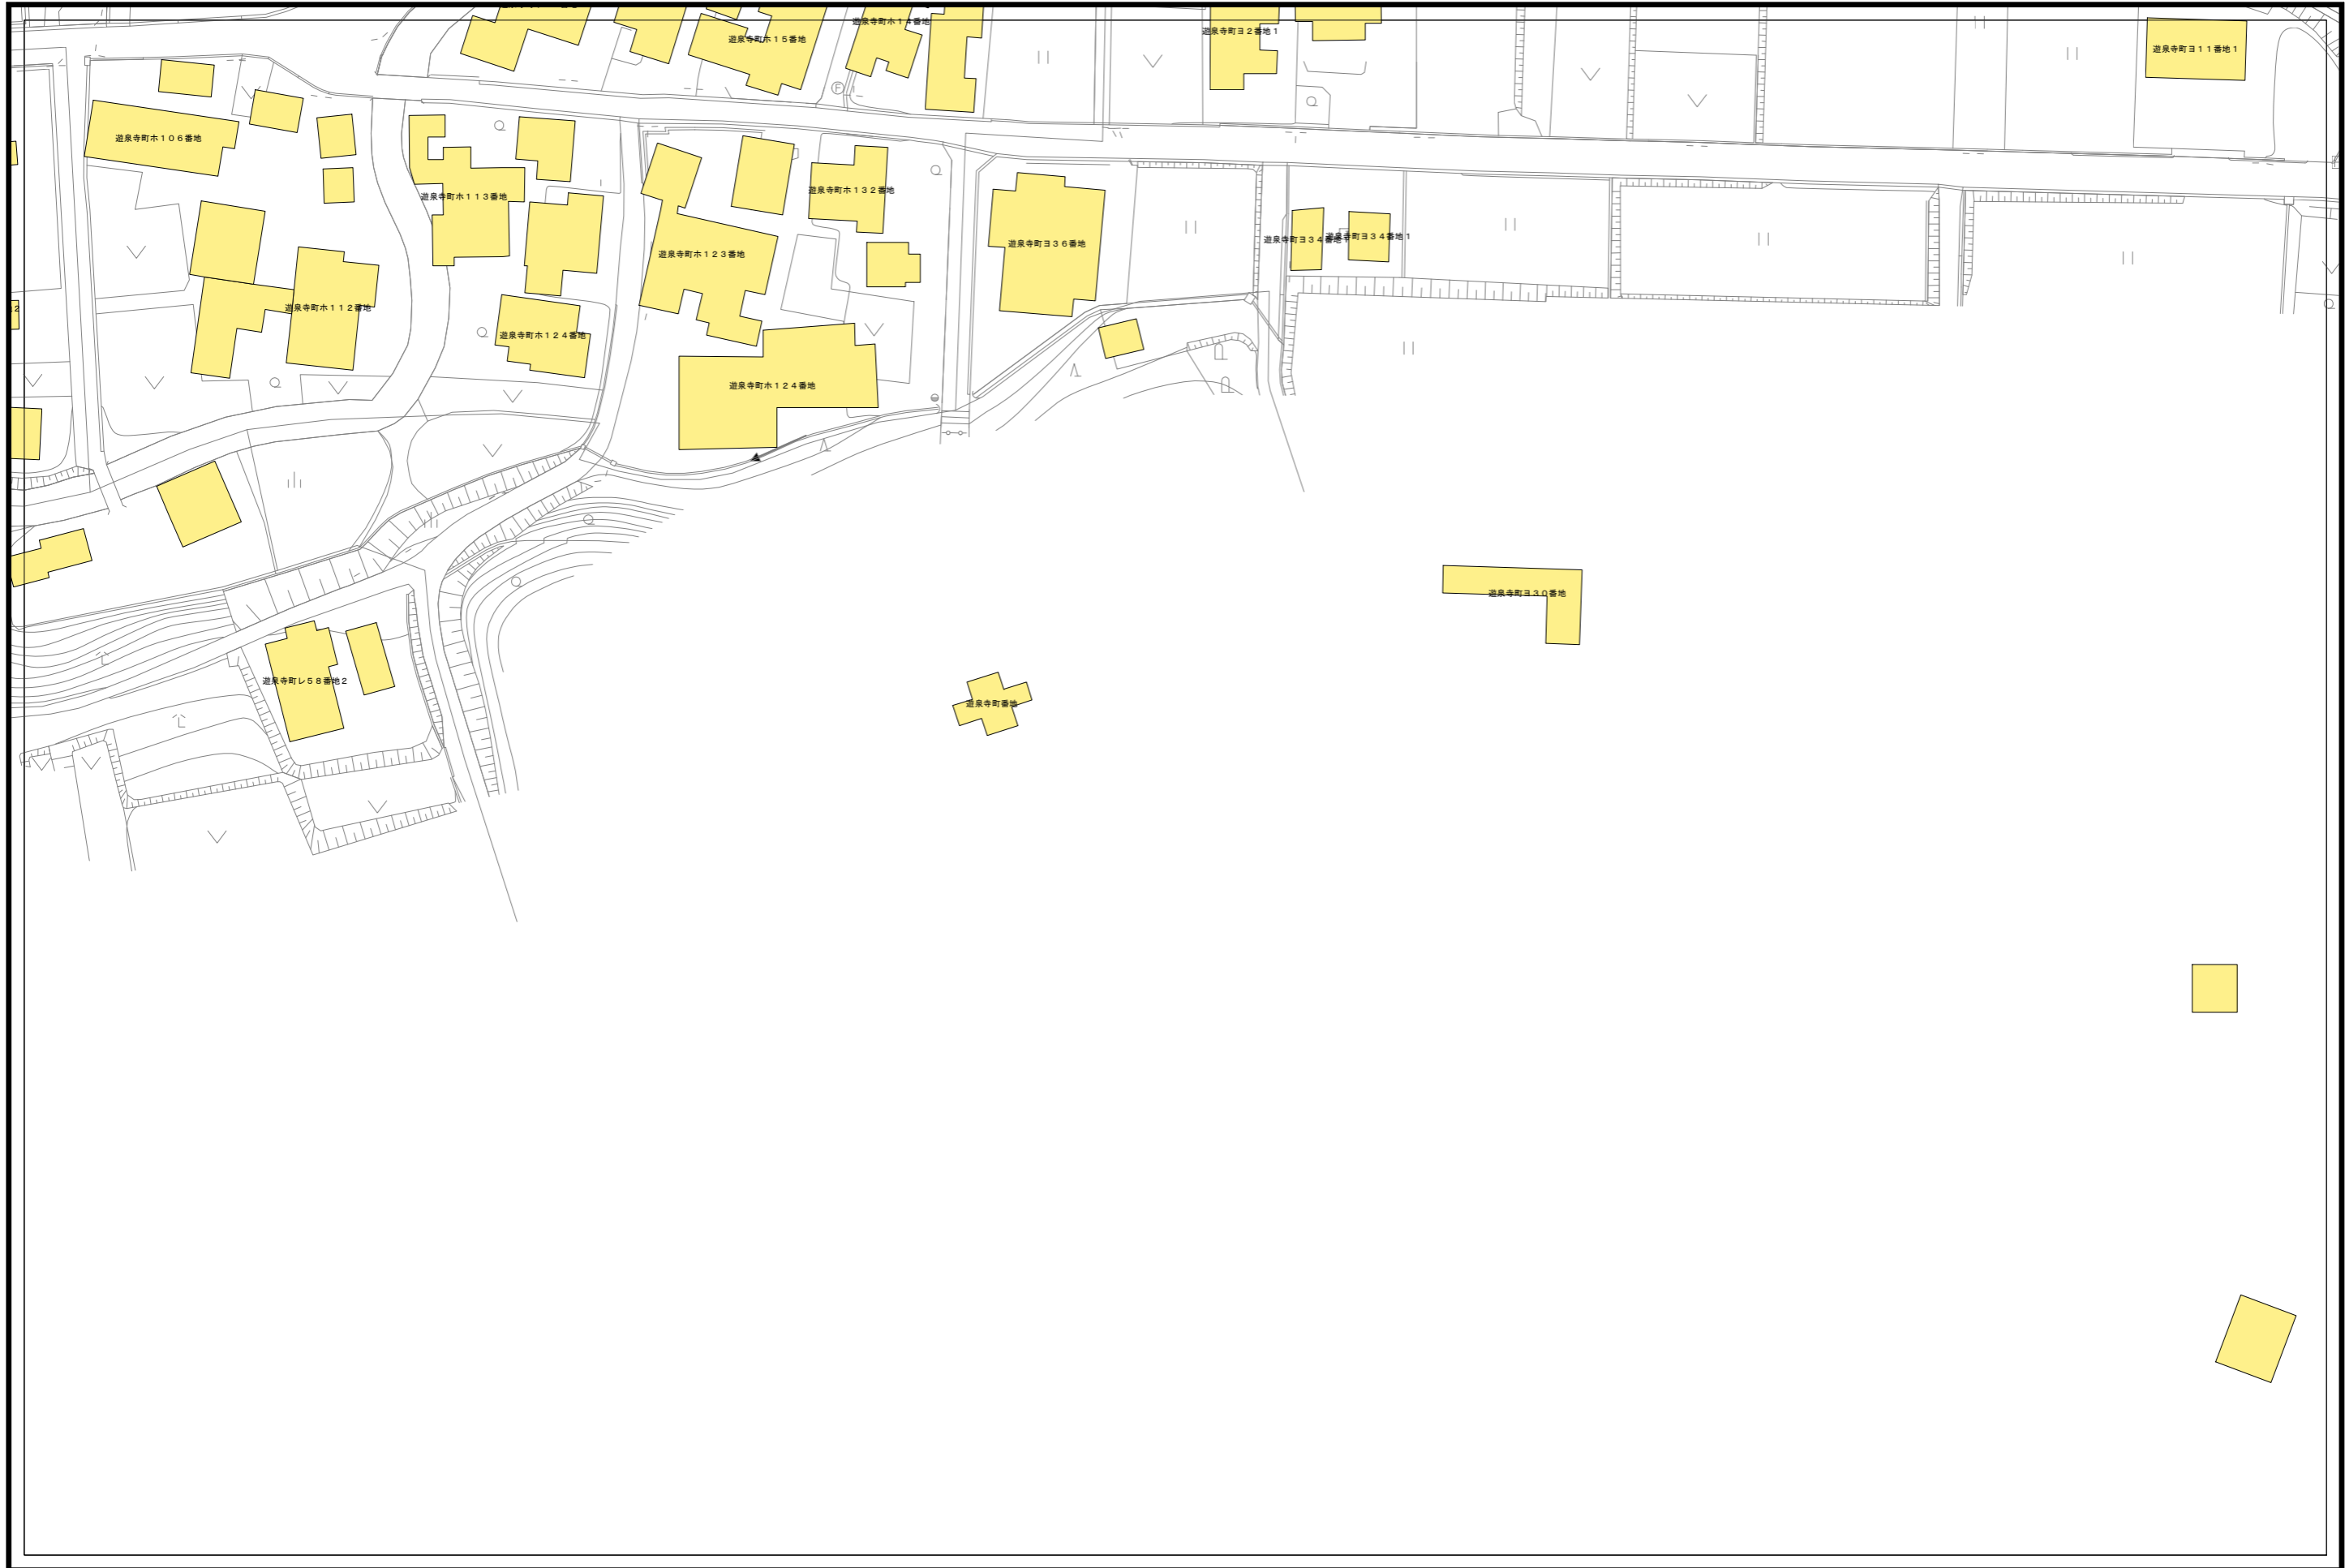 遊泉寺町ホ１５番地
遊泉寺町ホ１４番地
遊泉寺町ヨ２番地１
遊泉寺町ヨ１１番地１
Ⓕ
遊泉寺町ホ１０６番地
遊泉寺町ホ１１３番地
遊泉寺町ホ１３２番地
遊泉寺町ホ１２３番地
遊泉寺町ヨ３６番地
遊泉寺町ヨ３４番地１
遊泉寺町ヨ３４番地１
遊泉寺町ホ１１２番地
遊泉寺町ホ１２４番地
遊泉寺町ホ１２４番地
遊泉寺町ヨ３０番地
遊泉寺町レ５８番地2
遊泉寺町番地